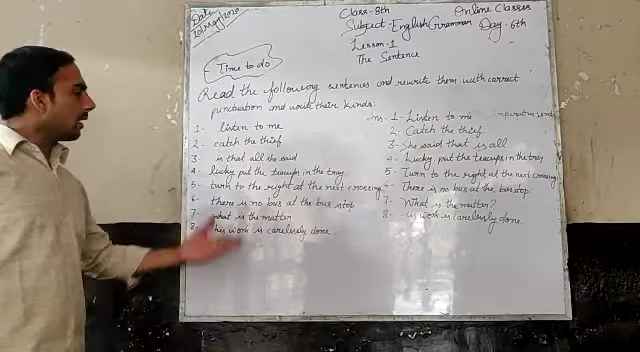 Date
10 May 2020
Class-8th Online Classes
Subject-English Grammar Day-6th
Lesson-1
The Sentence
Time to do
Read the following sentences and rewrite them with correct
punctuation and write their kinds:
1- listen to me
2- catch the thief
3- is that all she said
4- lucky put the teacups in the tray
5- turn to the right at the next crossing
6- there is no bus at the bus stop
7- what is the matter
8- his work is carelessly done.
Ans- 1- Listen to me
2- Catch the thief
3- She said that is all
4- Lucky, put the teacups in the tray
5- Turn to the right at the next crossing
6- There is no bus at the bus stop
7- What is the matter?
8- His work is carelessly done